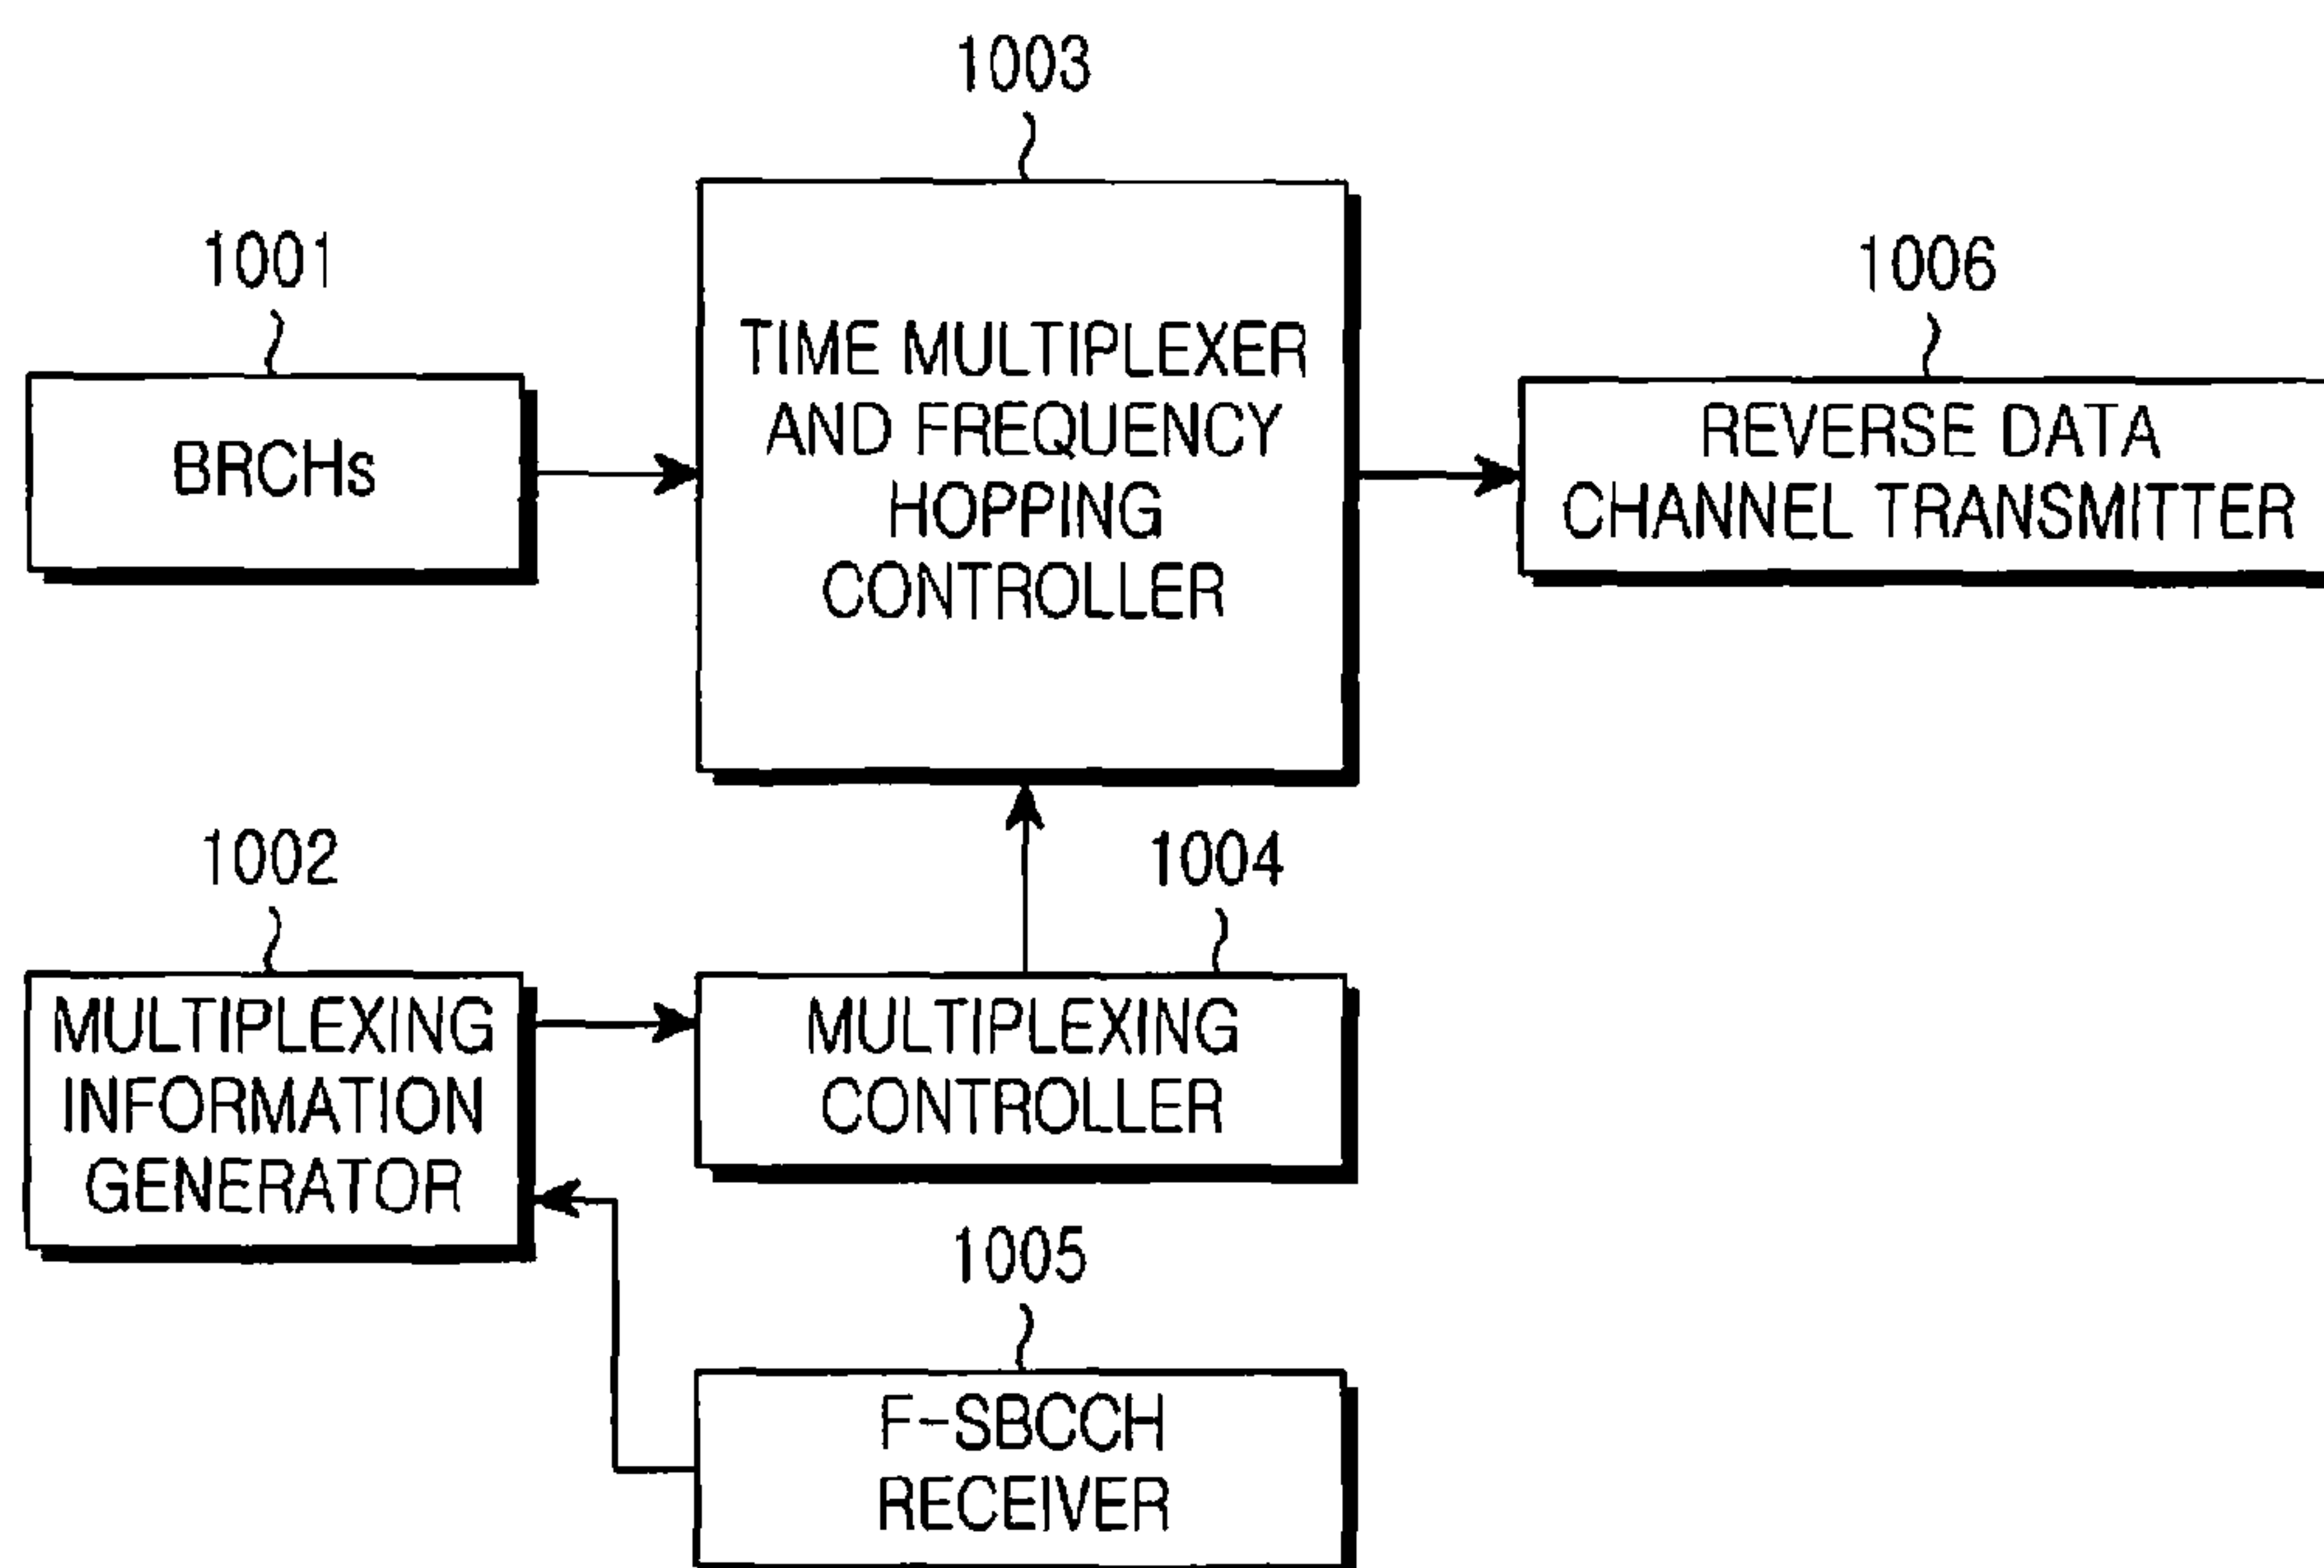 1003
1001
1006
TIME MULTIPLEXER
AND FREQUENCY
HOPPING
CONTROLLER
BRCHs
REVERSE DATA
CHANNEL TRANSMITTER
1002
1004
MULTIPLEXING
INFORMATION
GENERATOR
MULTIPLEXING
CONTROLLER
1005
F-SBCCH
RECEIVER